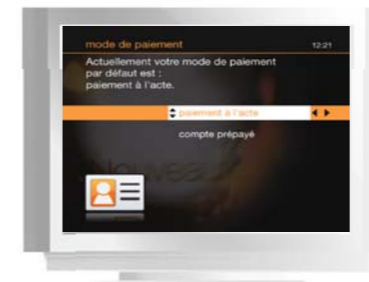 mode de paiement 12:21
Actuellement votre mode de paiement
par défaut est :
paiement à l'acte.
paiement à l'acte
compte prépayé